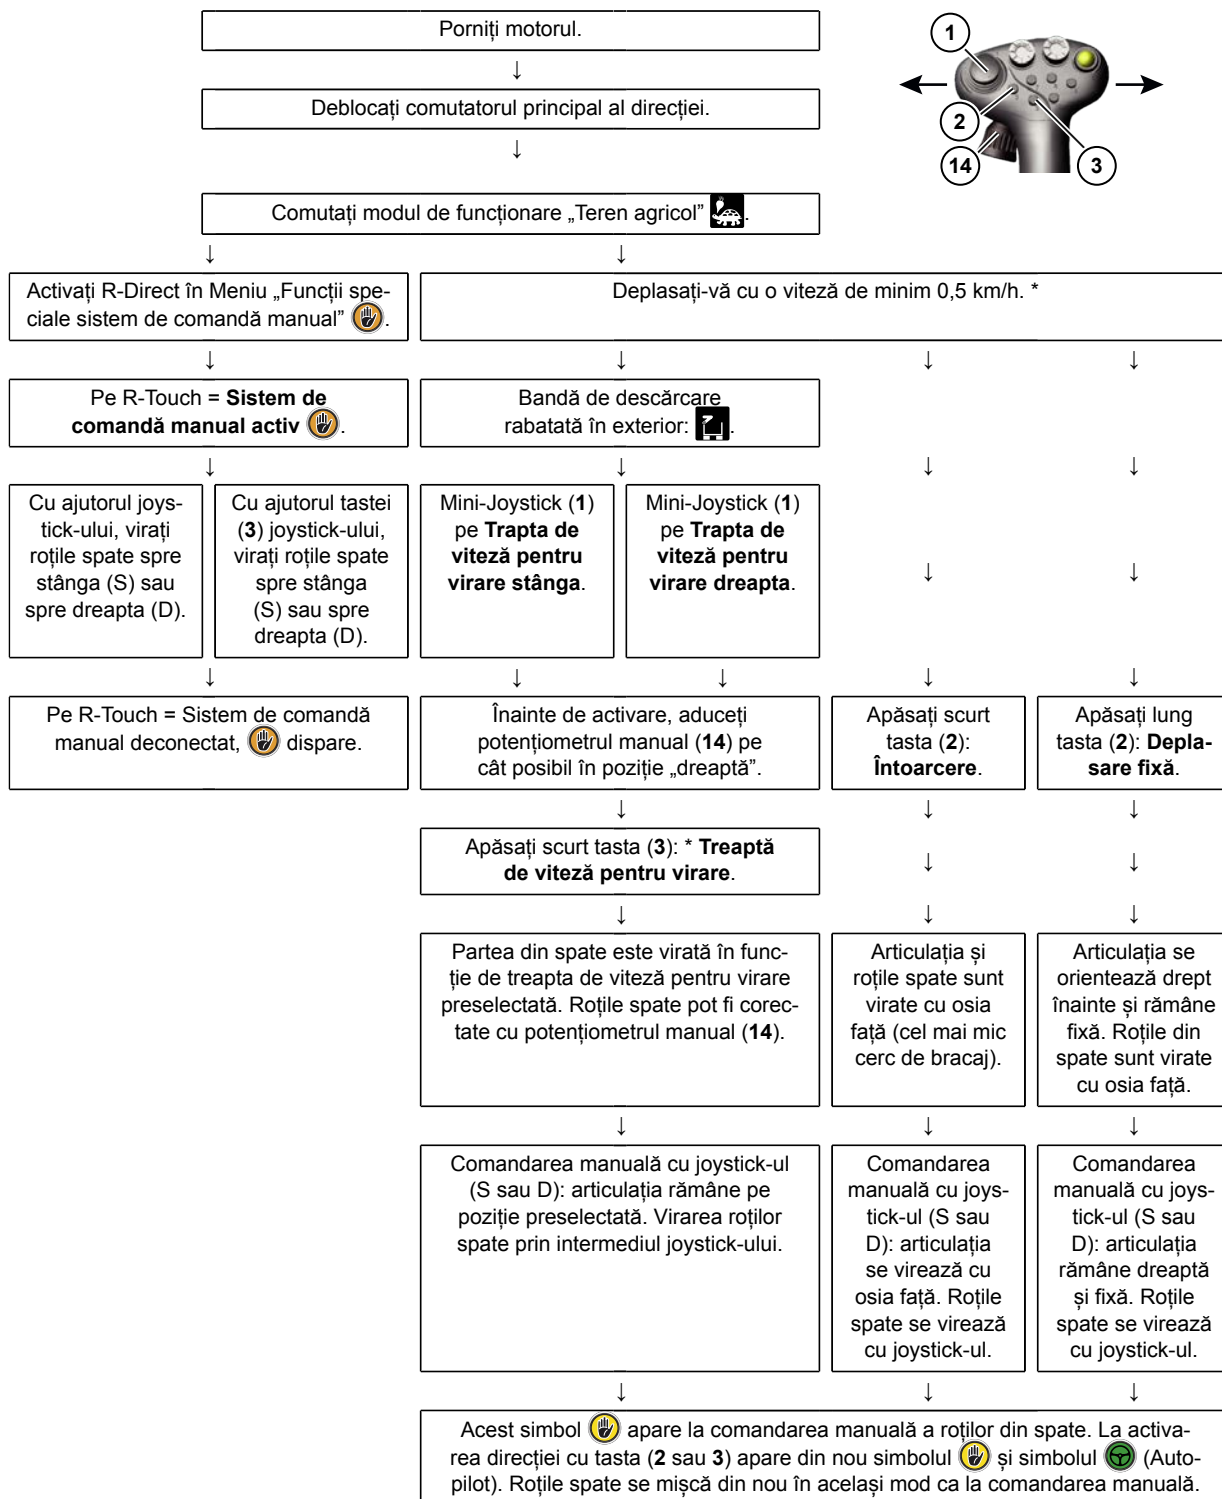 Porniți motorul.
1
2
14
3
Deblocați comutatorul principal al direcției.
Comutați modul de funcționare „Teren agricol” .
Activați R-Direct în Meniu „Funcții spe-
ciale sistem de comandă manual” .
Deplasați-vă cu o viteză de minim 0,5 km/h. *
Pe R-Touch = Sistem de
comandă manual activ .
Bandă de descărcare
rabatată în exterior: .
Cu ajutorul joys-
tick-ului, virați
roțile spate spre
stânga (S) sau
spre dreapta (D).
Cu ajutorul tastei
(3) joystick-ului,
virați roțile spate
spre stânga
(S) sau spre
dreapta (D).
Mini-Joystick (1)
pe Trapta de
viteză pentru
virare stânga.
Mini-Joystick (1)
pe Trapta de
viteză pentru
virare dreapta.
Pe R-Touch = Sistem de comandă
manual deconectat, dispare.
Înainte de activare, aduceți
potențiometrul manual (14) pe
cât posibil în poziție „dreaptă”.
Apăsați scurt
tasta (2):
Întoarcere.
Apăsați lung
tasta (2): Depla-
sare fixă.
Apăsați scurt tasta (3): * Treaptă
de viteză pentru virare.
Partea din spate este virată în func-
ție de treapta de viteză pentru virare
preselectată. Roțile spate pot fi corec-
tate cu potențiometrul manual (14).
Articulația și
roțile spate sunt
virate cu osia
față (cel mai mic
cerc de bracaj).
Articulația se
orientează drept
înainte și rămâne
fixă. Roțile din
spate sunt virate
cu osia față.
Comandarea manuală cu joystick-ul
(S sau D): articulația rămâne pe
poziție preselectată. Virarea roților
spate prin intermediul joystick-ului.
Comandarea
manuală cu joys-
tick-ul (S sau
D): articulația
se virează cu
osia față. Roțile
spate se virează
cu joystick-ul.
Comandarea
manuală cu joys-
tick-ul (S sau
D): articulația
rămâne dreaptă
și fixă. Roțile
spate se virează
cu joystick-ul.
Acest simbol apare la comandarea manuală a roților din spate. La activa-
rea direcției cu tasta (2 sau 3) apare din nou simbolul și simbolul (Auto-
pilot). Roțile spate se mișcă din nou în același mod ca la comandarea manuală.